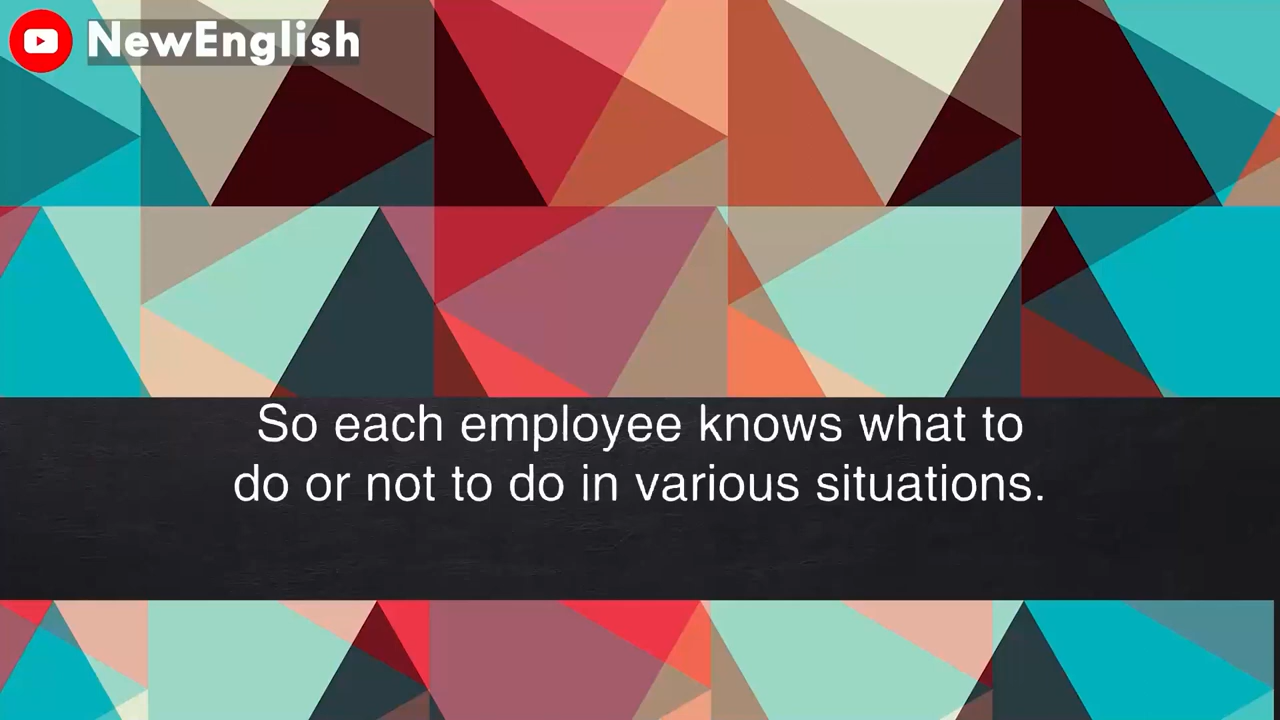 NewEnglish
So each employee knows what to
do or not to do in various situations.